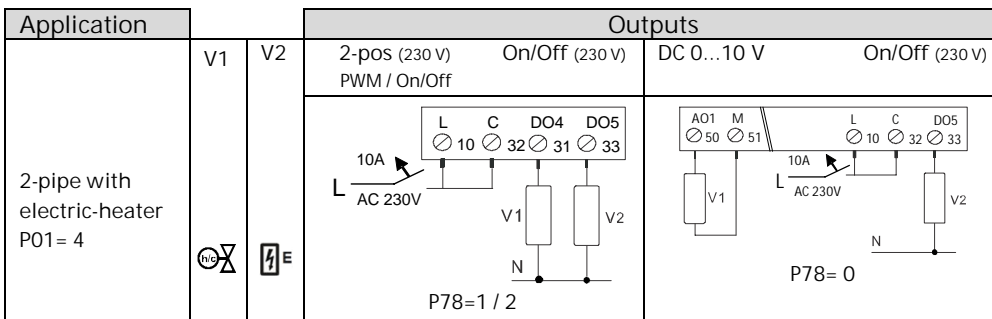 Application
Outputs
V1
V2
2-pos (230 V)
On/Off (230 V)
DC 0...10 V
On/Off (230 V)
PWM / On/Off
2-pipe with
electric-heater
P01= 4
h/c
E
L C DO4 DO5
10 32 31 33
10A
L
AC 230V
V1
V2
N
P78=1 / 2
AO1 M L C DO5
50 51 10 32 33
10A
L
AC 230V
V1
V2
N
P78= 0